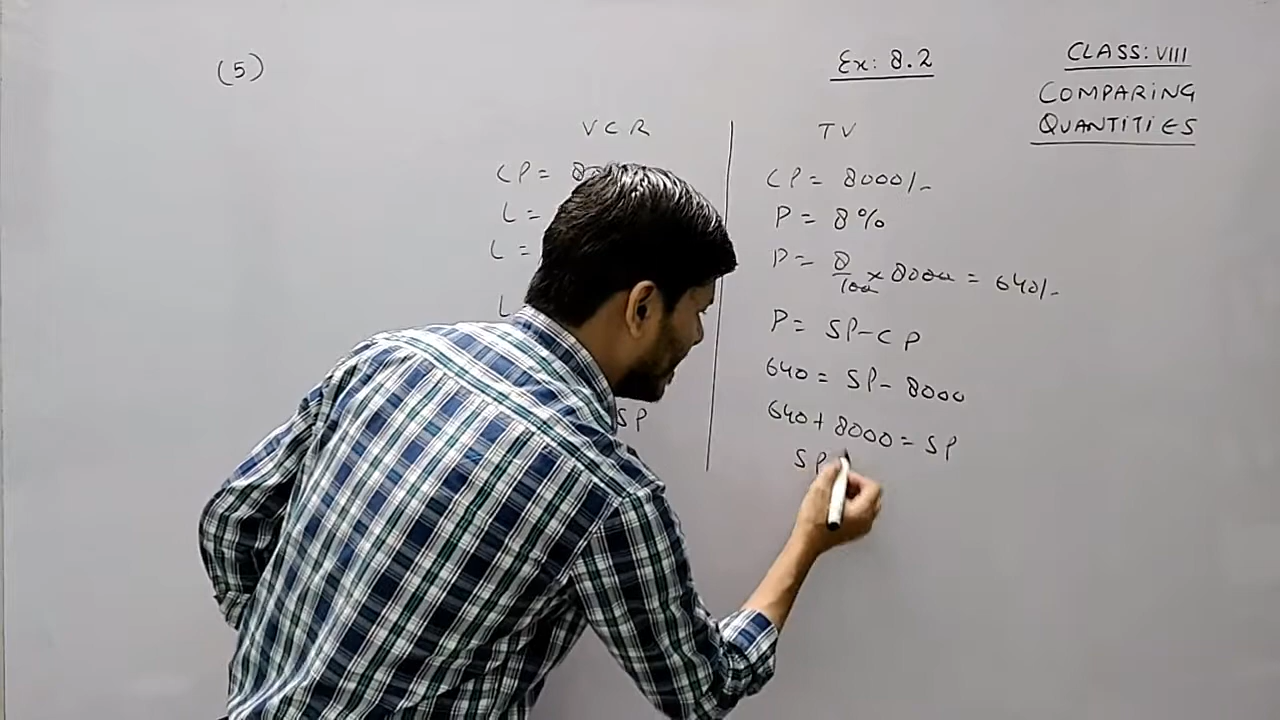 (5)
Ex: 8.2
CLASS: VIII
COMPARING
QUANTITIES
VCR
CP = 80
L =
L =
L
SP
TV
CP = 8000/-
P = 8%
P = 8/100 x 8000 = 640/-
P = SP - CP
640 = SP - 8000
640 + 8000 = SP
SP